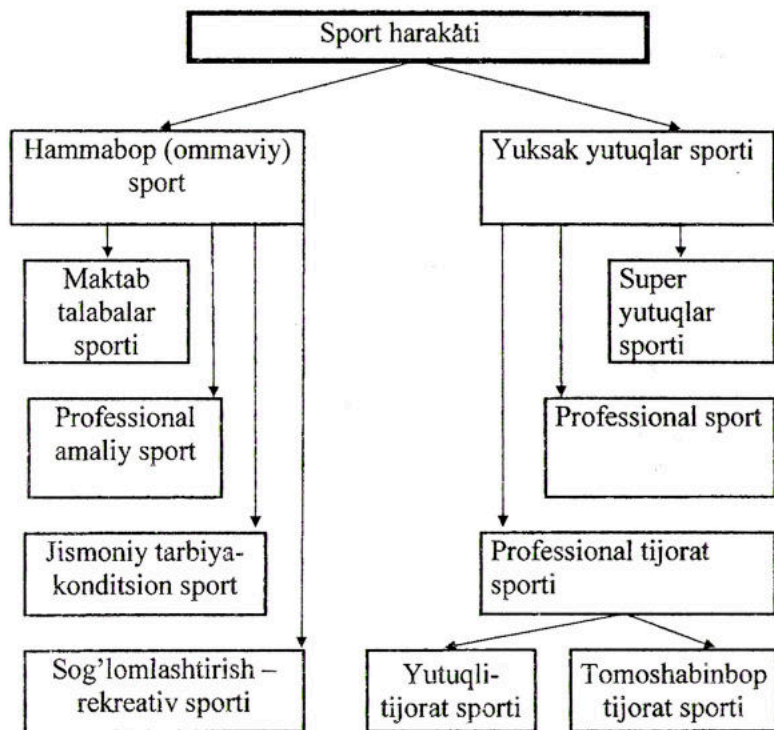 Sport harakati
Hammabop (ommaviy)
sport
Yuksak yutuqlar sporti
Maktab
talabalar
sporti
Super
yutuqlar
sporti
Professional
amaliy sport
Professional sport
Jismoniy tarbiya-
konditsion sport
Professional tijorat
sporti
Sog'lomlashtirish –
rekreativ sporti
Yutuqli-
tijorat sporti
Tomoshabinbop
tijorat sporti